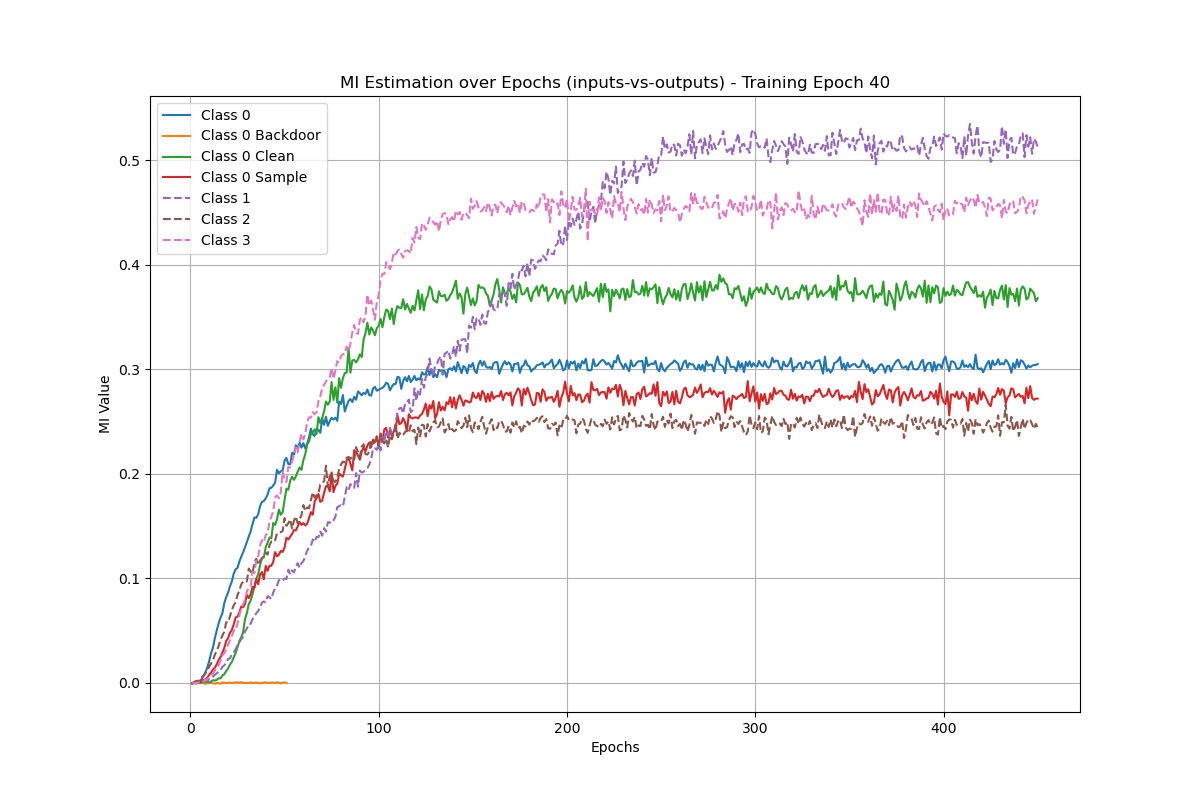 MI Estimation over Epochs (inputs-vs-outputs) - Training Epoch 40
Class 0
Class 0 Backdoor
Class 0 Clean
Class 0 Sample
Class 1
Class 2
Class 3
MI Value
0.5
0.4
0.3
0.2
0.1
0.0
0
100
200
300
400
Epochs